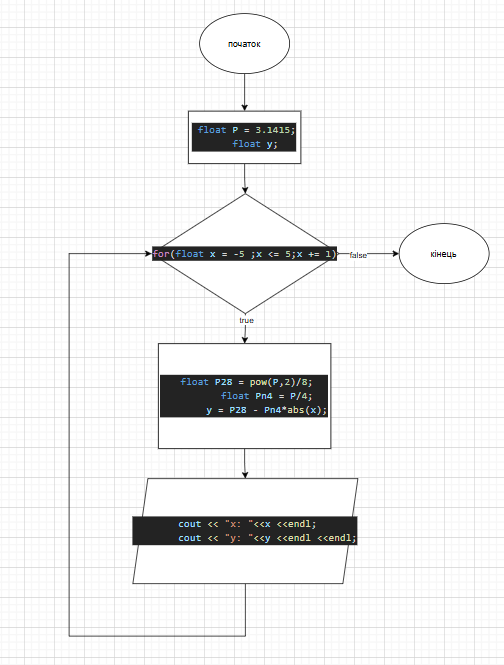 початок
float P = 3.1415;
float y;
for(float x = -5 ;x <= 5;x += 1)
false
кінець
true
float P28 = pow(P,2)/8;
float Pn4 = P/4;
y = P28 - Pn4*abs(x);
cout << "x: "<<x <<endl;
cout << "y: "<<y <<endl <<endl;